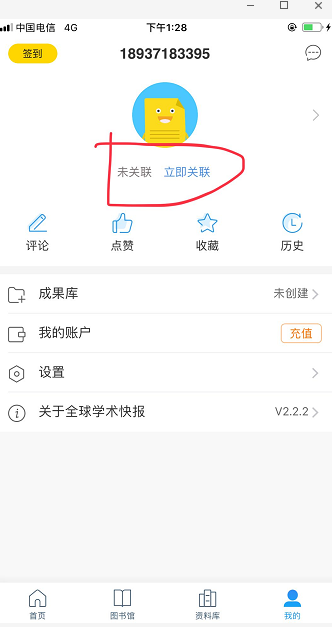 中国电信 4G 下午1:28
签到 18937183395
未关联 立即关联
评论 点赞 收藏 历史
成果库 未创建
我的账户 充值
设置
关于全球学术快报 V2.2.2
首页 图书馆 资料库 我的